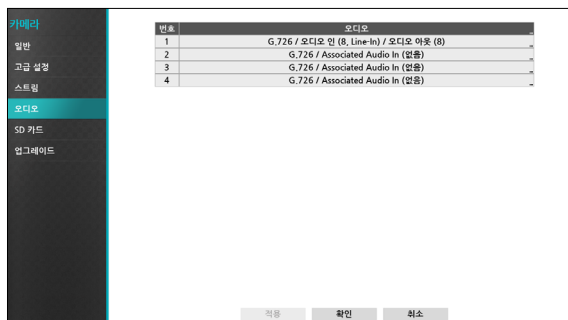 카메라
일반
고급 설정
스트림
오디오
SD 카드
업그레이드
번호 오디오
1 G.726 / 오디오 인 (8, Line-In) / 오디오 아웃 (8)
2 G.726 / Associated Audio In (없음)
3 G.726 / Associated Audio In (없음)
4 G.726 / Associated Audio In (없음)
적용 확인 취소